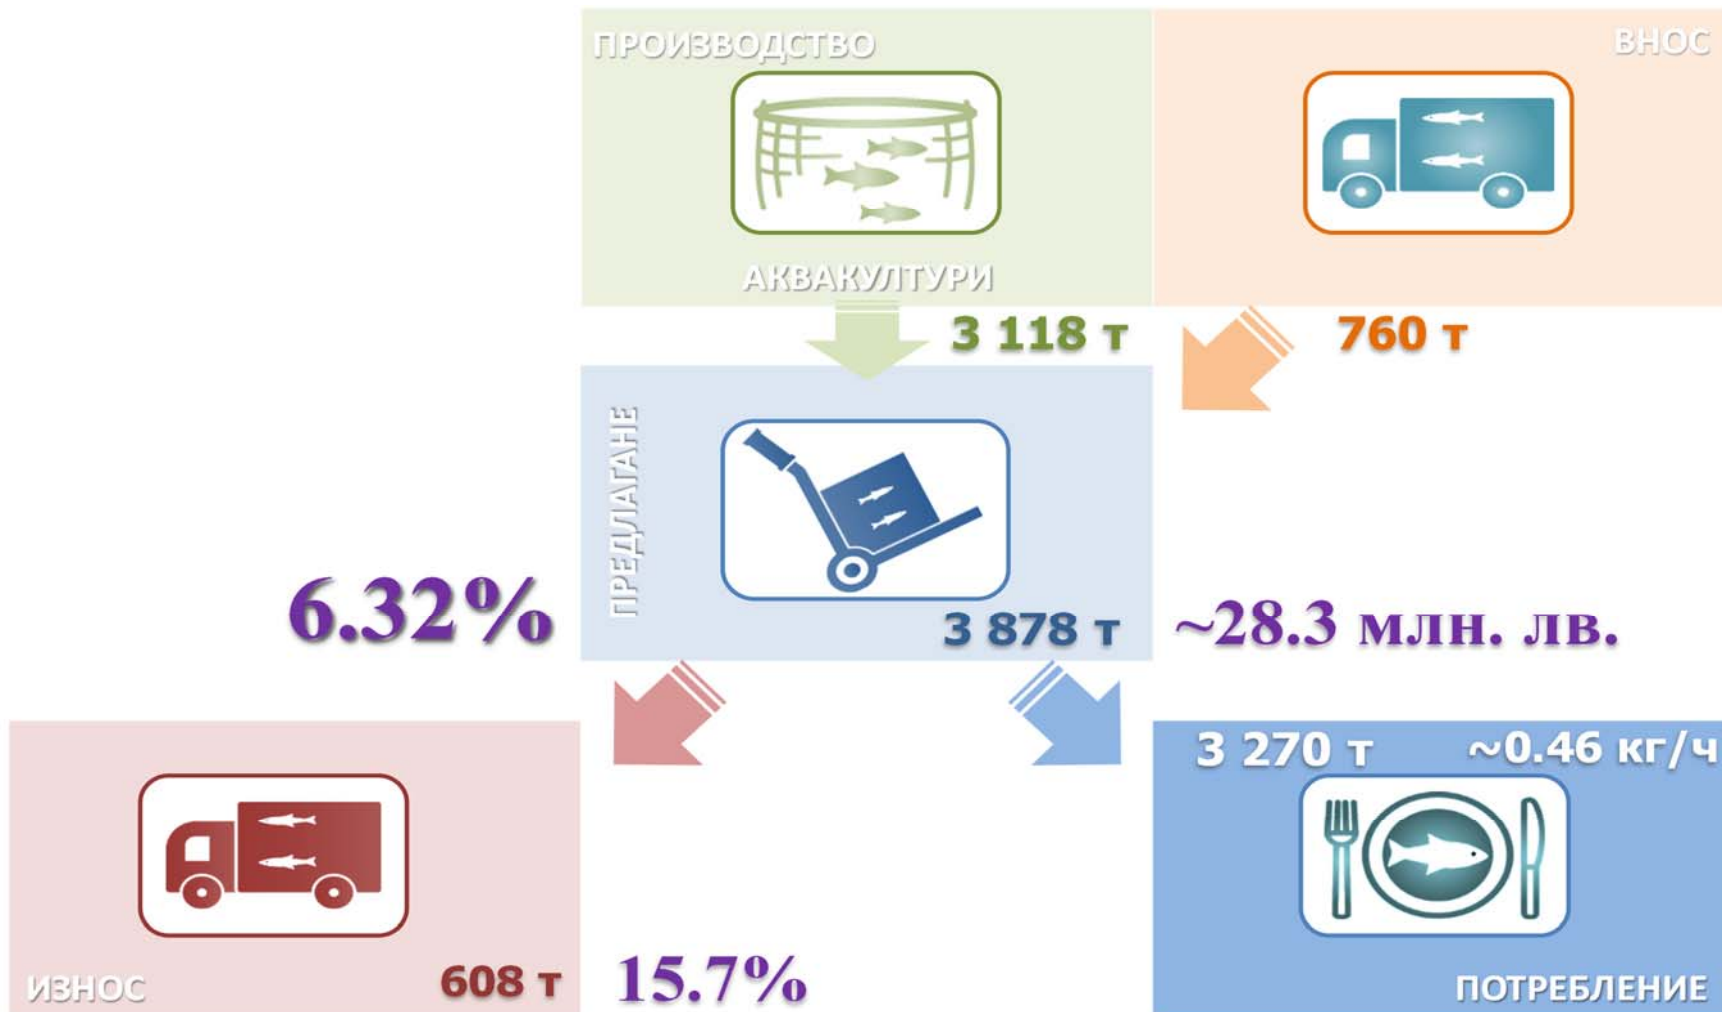 ПРОИЗВОДСТВО
ВНОС
АКВАКУЛТУРИ
3 118 т
760 т
ПРЕДЛАГАНЕ
6.32%
3 878 т
~28.3 млн. лв.
3 270 т
~0.46 кг/ч
ИЗНОС
608 т
15.7%
ПОТРЕБЛЕНИЕ